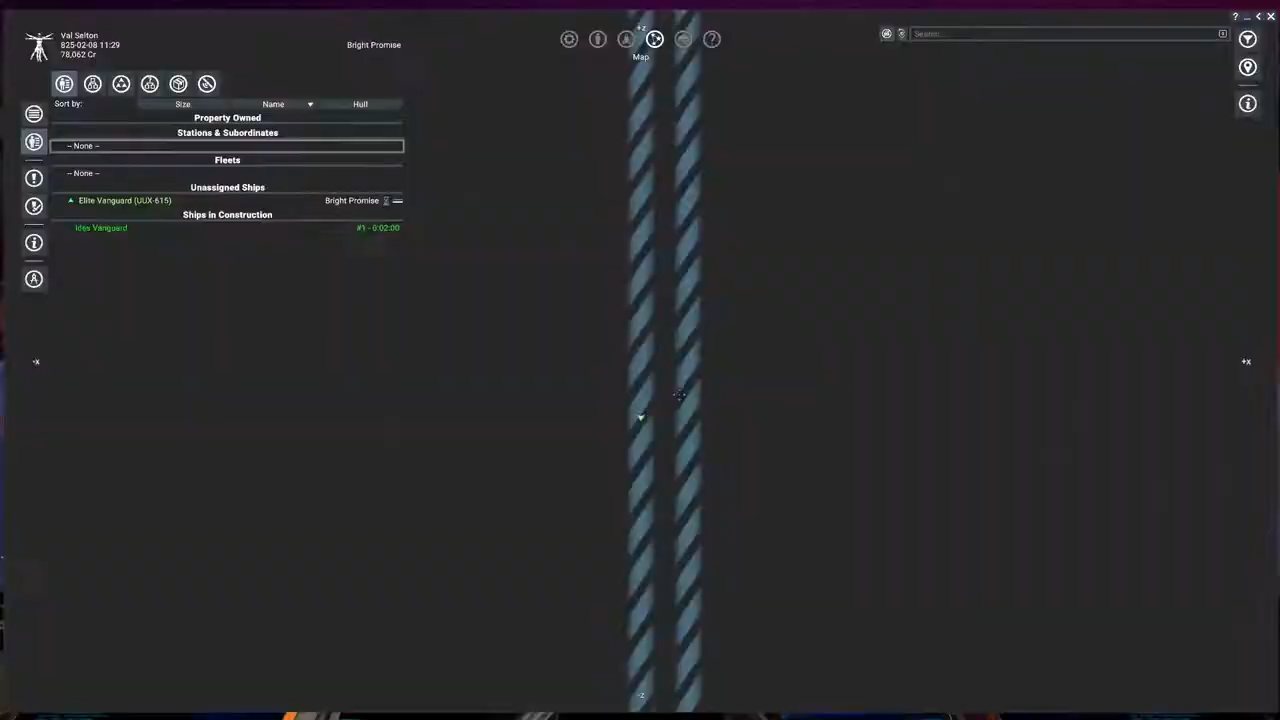 Val Selton
825-02-08 11:29
78,062 Cr
Bright Promise
+z
Map
Search...
Sort by:
Size
Name
Hull
Property Owned
Stations & Subordinates
-- None --
Fleets
-- None --
Unassigned Ships
Elite Vanguard (UUX-615)
Bright Promise
Ships in Construction
Ides Vanguard
#1 - 0:02:00
-x
+x
-z